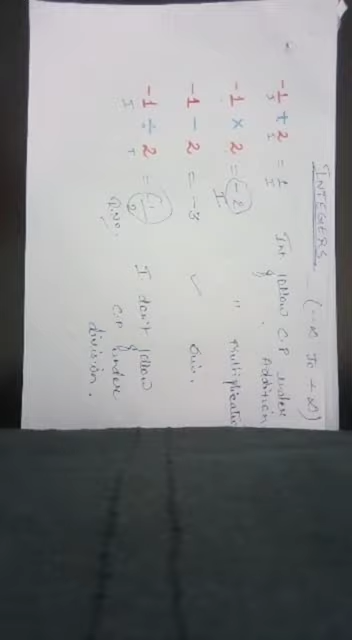 INTEGERS (-∞ to +∞)
-1 + 2 = 1 Int follow C.P under
I I I Addition
-1 × 2 = -2 " Multiplication
I
-1 - 2 = -3 ✓
-1 ÷ 2 = -1/2 I don't follow
I I C.P under
R.No. division.